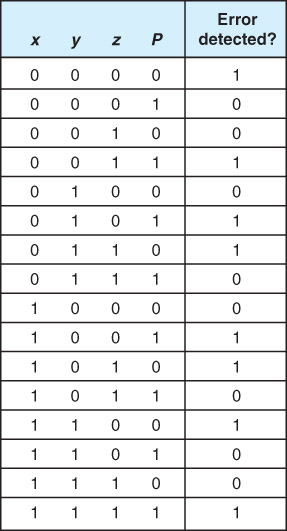 x y z P Error detected?
0 0 0 0 1
0 0 0 1 0
0 0 1 0 0
0 0 1 1 1
0 1 0 0 0
0 1 0 1 1
0 1 1 0 1
0 1 1 1 0
1 0 0 0 0
1 0 0 1 1
1 0 1 0 1
1 0 1 1 0
1 1 0 0 1
1 1 0 1 0
1 1 1 0 0
1 1 1 1 1